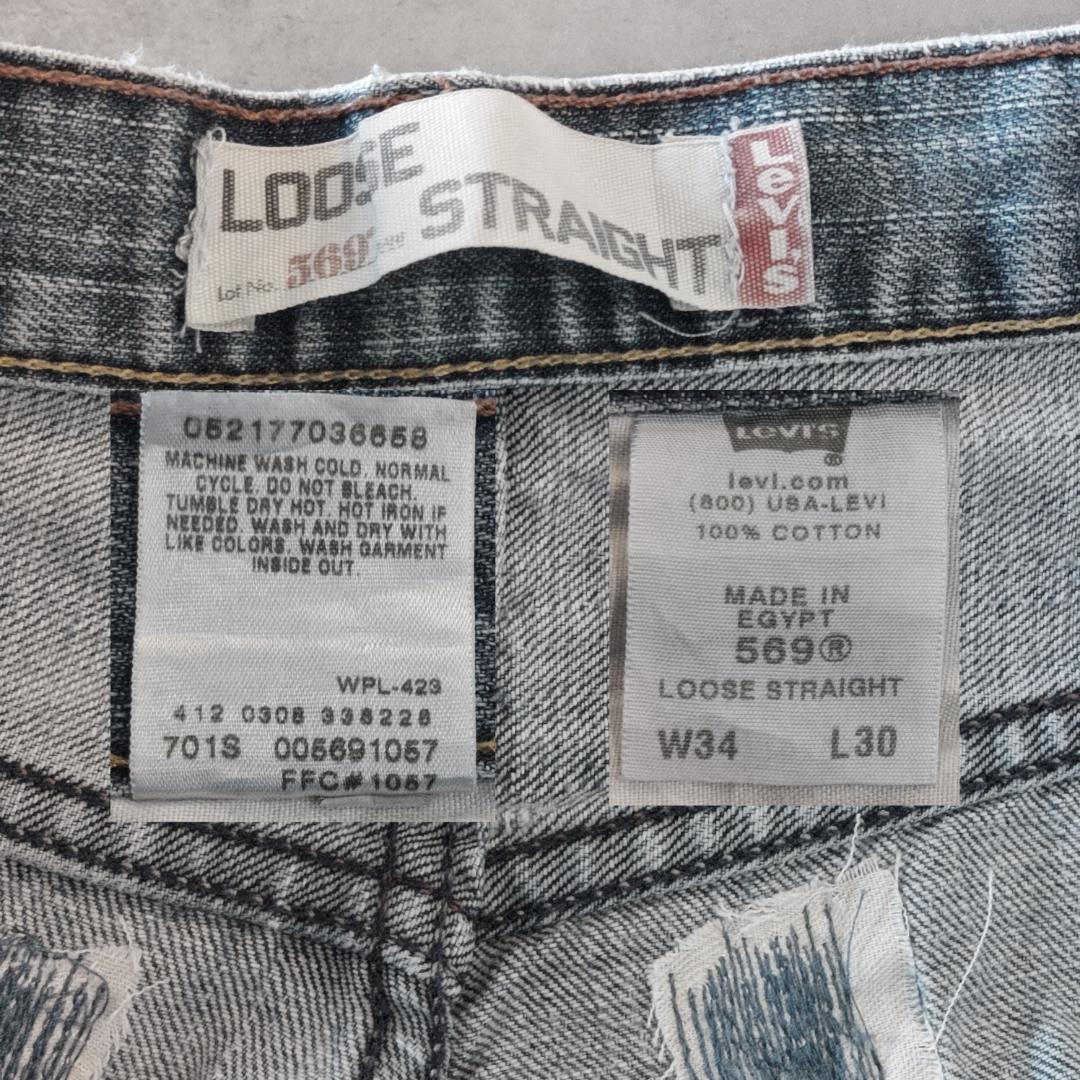 LOOSE STRAIGHT
Lot No. 569
Levi's
052177036658
MACHINE WASH COLD. NORMAL
CYCLE. DO NOT BLEACH.
TUMBLE DRY HOT. HOT IRON IF
NEEDED. WASH AND DRY WITH
LIKE COLORS. WASH GARMENT
INSIDE OUT.
WPL-423
412 0308 338228
701S 005691057
FFC# 1057
Levi's
®
levi.com
(800) USA-LEVI
100% COTTON
MADE IN
EGYPT
569®
LOOSE STRAIGHT
W34 L30